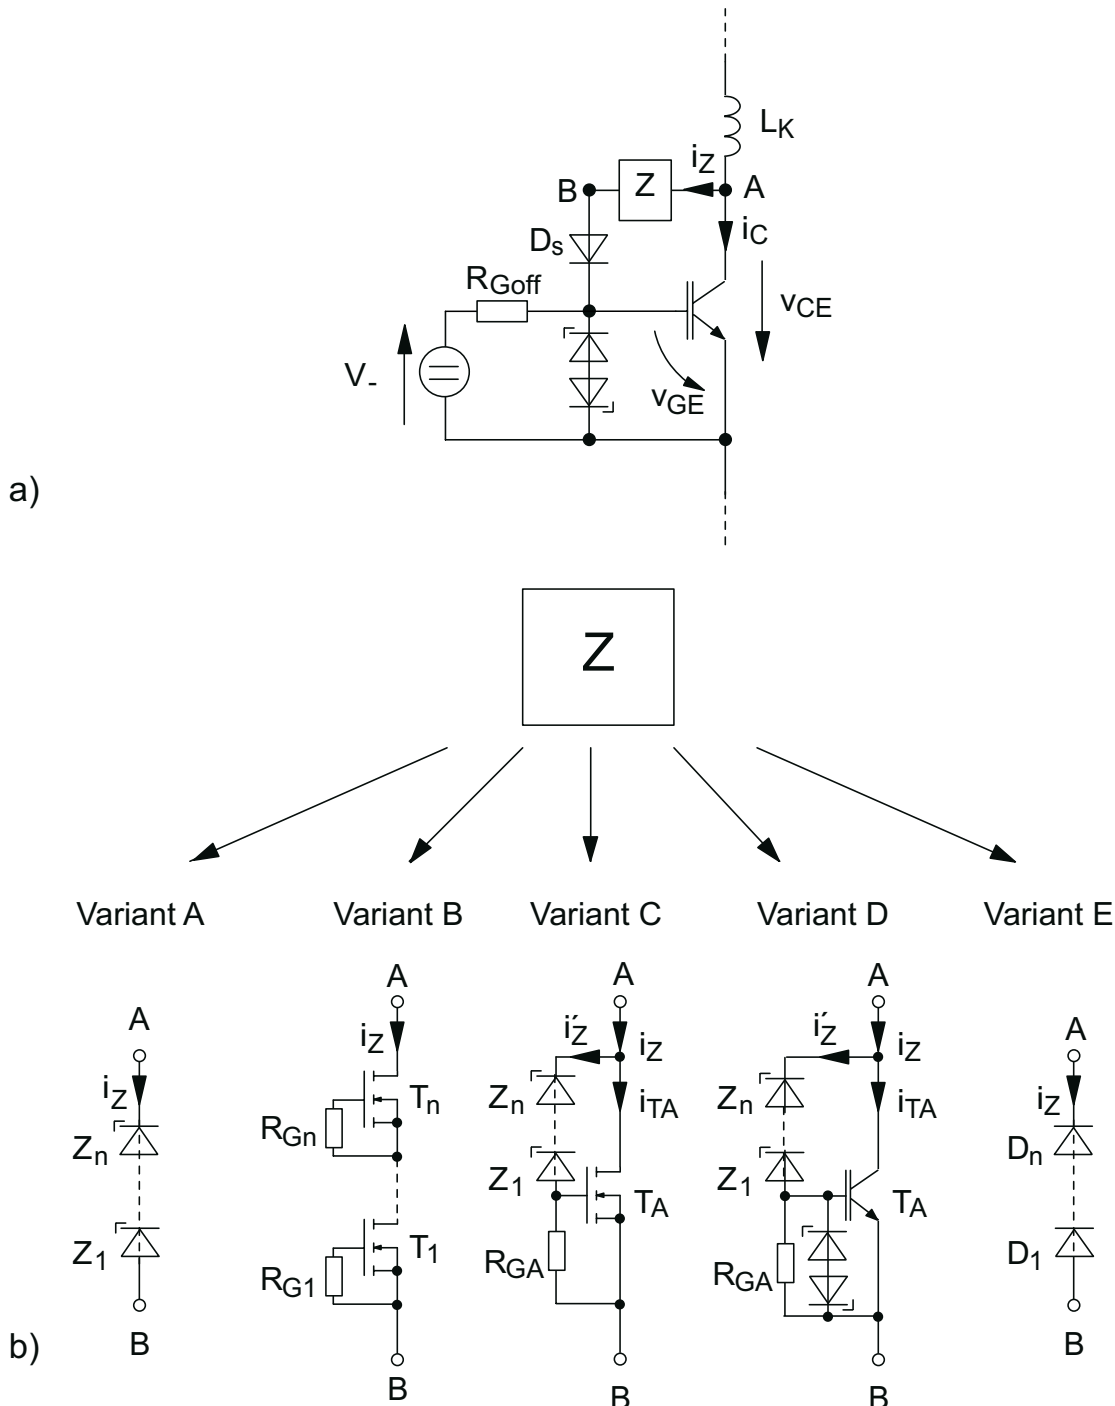 L_K
i_Z
B
Z
A
D_s
i_C
R_Goff
v_CE
V_-
v_GE
a)
Z
Variant A
Variant B
Variant C
Variant D
Variant E
A
i_Z
Z_n
Z_1
B
A
i_Z
T_n
R_Gn
T_1
R_G1
B
A
i´_Z
i_Z
Z_n
i_TA
Z_1
T_A
R_GA
B
A
i´_Z
i_Z
Z_n
i_TA
Z_1
T_A
R_GA
B
A
i_Z
D_n
D_1
B
b)